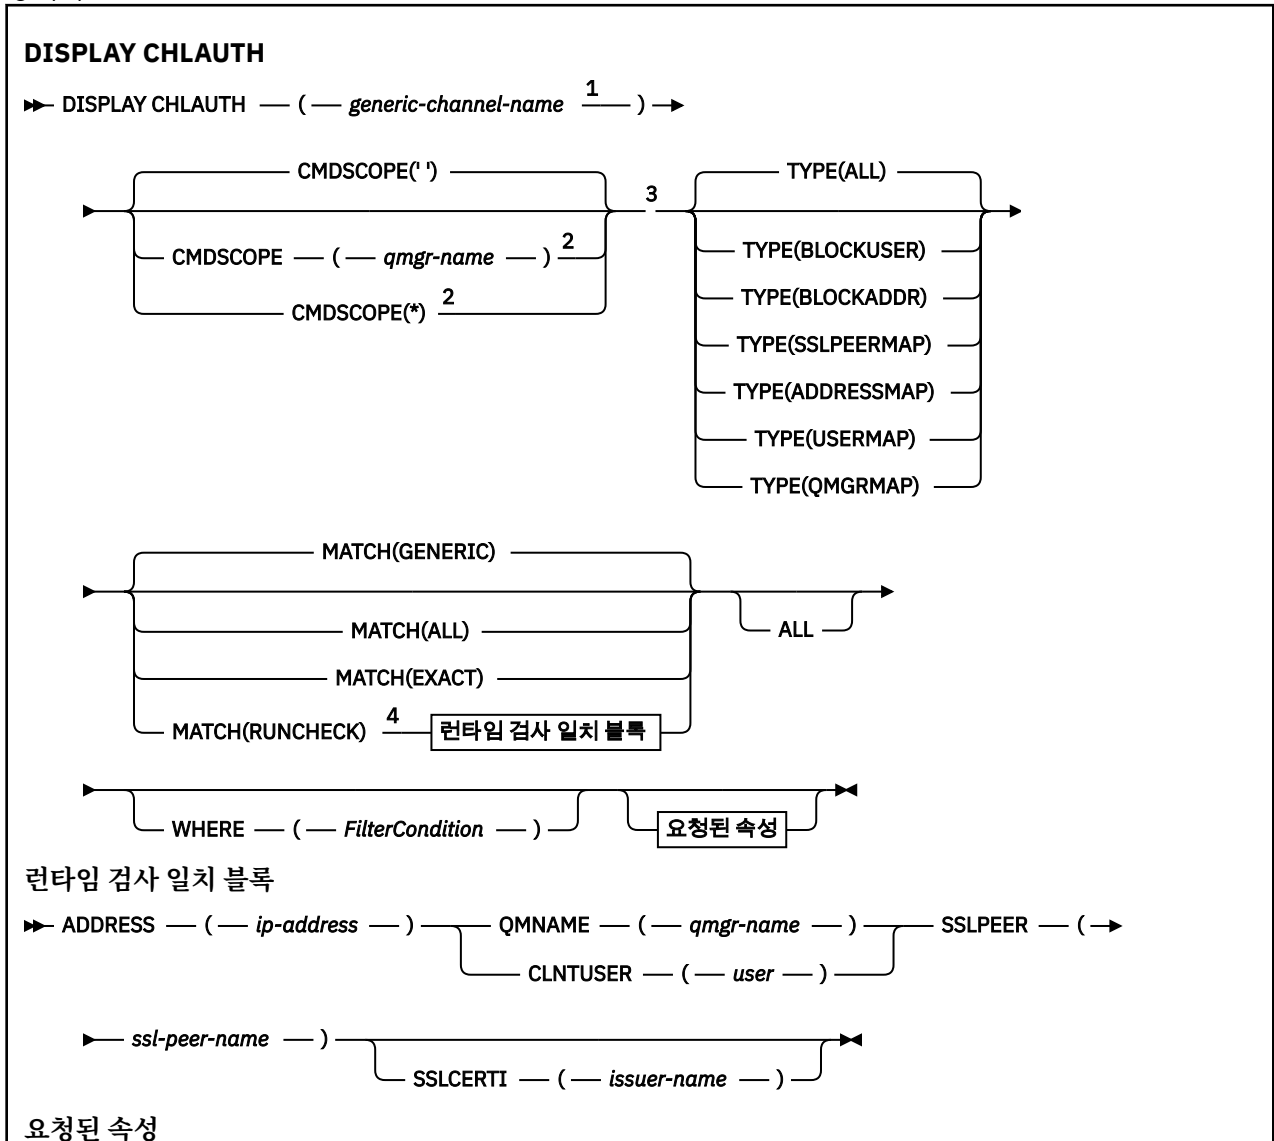 DISPLAY CHLAUTH
DISPLAY CHLAUTH ( generic-channel-name 1 )
CMDSCOPE(' ')
CMDSCOPE ( qmgr-name ) 2
CMDSCOPE(*) 2
3
TYPE(ALL)
TYPE(BLOCKUSER)
TYPE(BLOCKADDR)
TYPE(SSLPEERMAP)
TYPE(ADDRESSMAP)
TYPE(USERMAP)
TYPE(QMGRMAP)
MATCH(GENERIC)
MATCH(ALL)
MATCH(EXACT)
MATCH(RUNCHECK) 4 런타임 검사 일치 블록
ALL
WHERE ( FilterCondition )
요청된 속성
런타임 검사 일치 블록
ADDRESS ( ip-address ) QMNAME ( qmgr-name ) SSLPEER (
CLNTUSER ( user )
ssl-peer-name )
SSLCERTI ( issuer-name )
요청된 속성